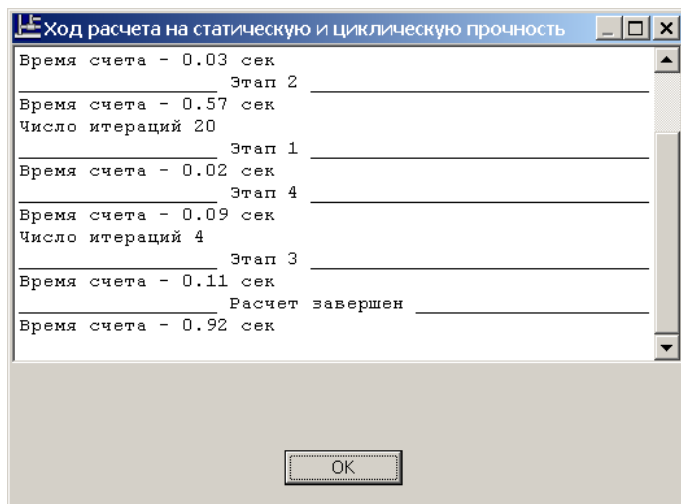 Ход расчета на статическую и циклическую прочность
Время счета - 0.03 сек
Этап 2
Время счета - 0.57 сек
Число итераций 20
Этап 1
Время счета - 0.02 сек
Этап 4
Время счета - 0.09 сек
Число итераций 4
Этап 3
Время счета - 0.11 сек
Расчет завершен
Время счета - 0.92 сек
OK